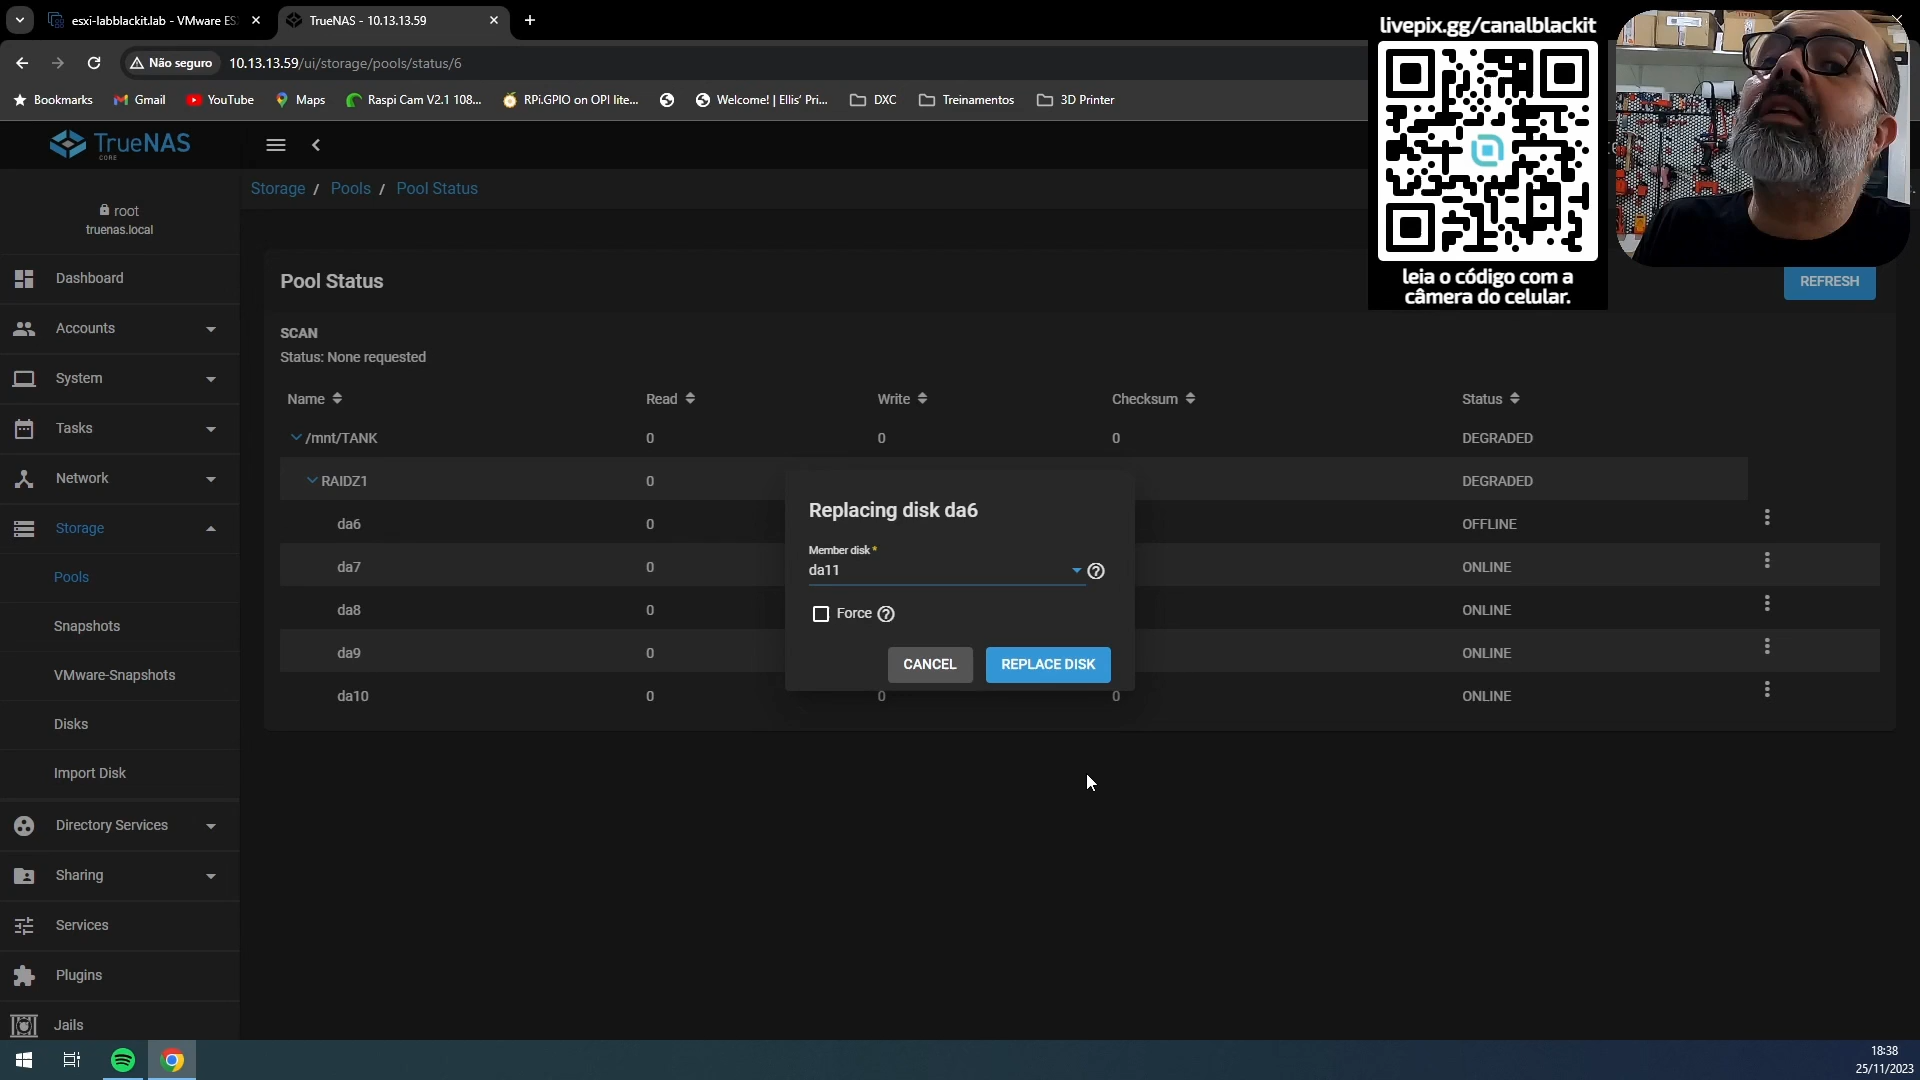 esxi-labblackit.lab - VMware ES
TrueNAS - 10.13.13.59
Não seguro
10.13.13.59/ui/storage/pools/status/6
Bookmarks
Gmail
YouTube
Maps
Raspi Cam V2.1 108...
RPi.GPIO on OPI lite...
Welcome! | Ellis' Pri...
DXC
Treinamentos
3D Printer
livepix.gg/canalblackit
leia o código com a
câmera do celular.
TrueNAS
CORE
root
truenas.local
Dashboard
Accounts
System
Tasks
Network
Storage
Pools
Snapshots
VMware-Snapshots
Disks
Import Disk
Directory Services
Sharing
Services
Plugins
Jails
Storage / Pools / Pool Status
Pool Status
REFRESH
SCAN
Status: None requested
Name Read Write Checksum Status
/mnt/TANK 0 0 0 DEGRADED
RAIDZ1 0 DEGRADED
da6 0 OFFLINE
da7 0 ONLINE
da8 0 ONLINE
da9 0 ONLINE
da10 0 0 0 ONLINE
Replacing disk da6
Member disk *
da11
Force
CANCEL
REPLACE DISK
18:38
25/11/2023